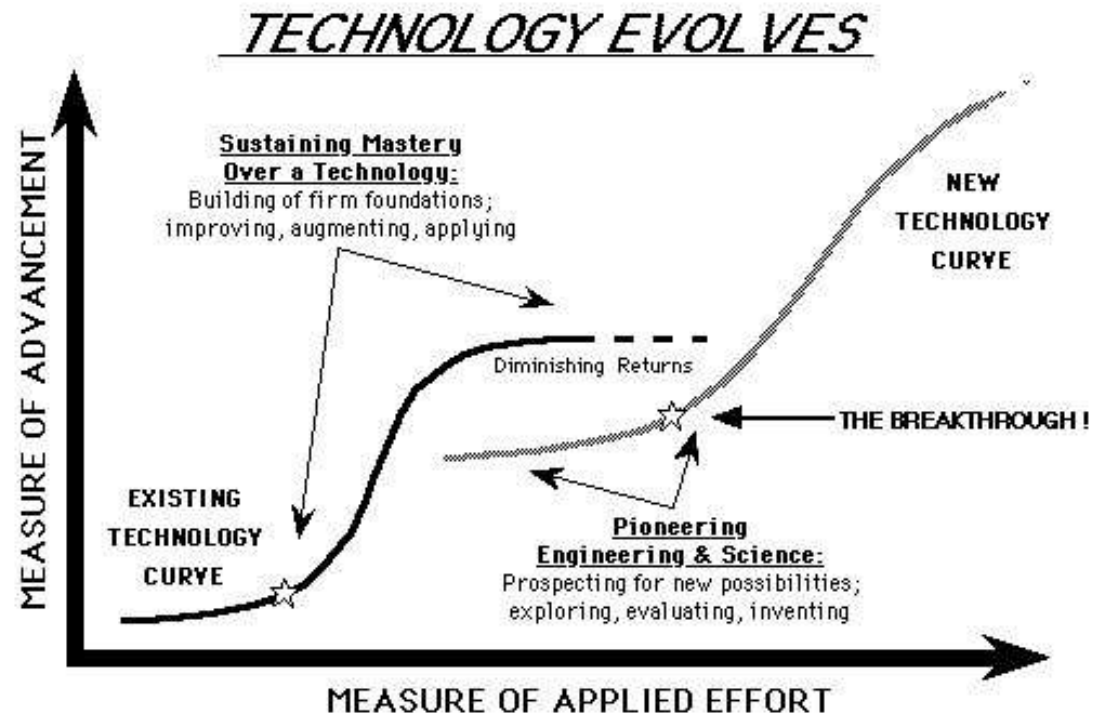 TECHNOLOGY EVOLVES
MEASURE OF ADVANCEMENT
Sustaining Mastery
Over a Technology:
Building of firm foundations;
improving, augmenting, applying
NEW
TECHNOLOGY
CURVE
Diminishing Returns
THE BREAKTHROUGH !
EXISTING
TECHNOLOGY
CURVE
Pioneering
Engineering & Science:
Prospecting for new possibilities;
exploring, evaluating, inventing
MEASURE OF APPLIED EFFORT